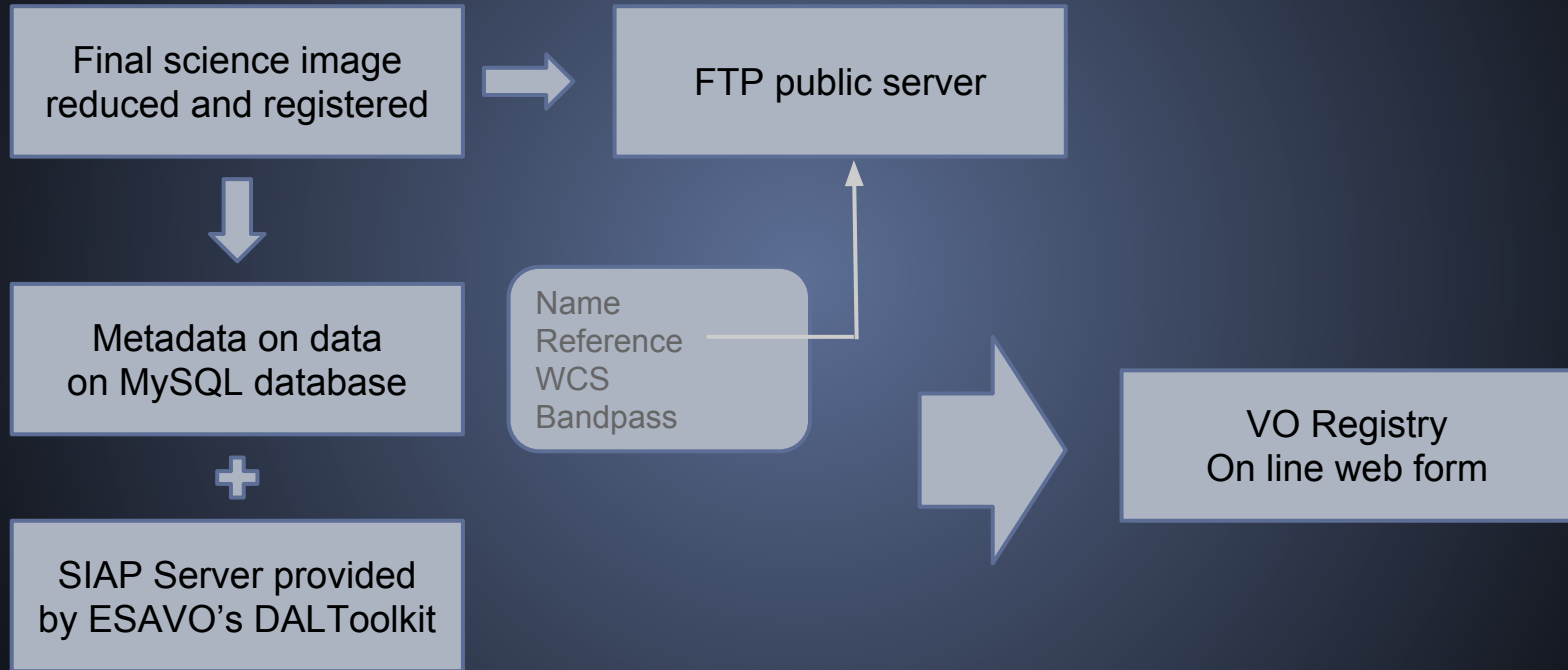 Final science image
reduced and registered
FTP public server
Metadata on data
on MySQL database
Name
Reference
WCS
Bandpass
VO Registry
On line web form
SIAP Server provided
by ESAVO’s DALToolkit